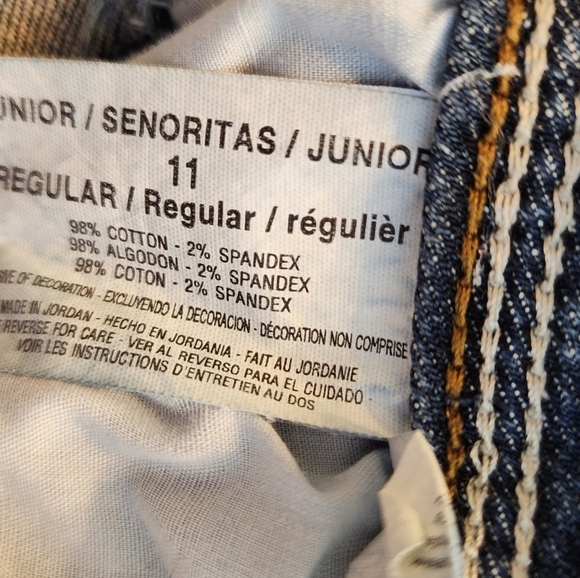 UNIOR / SENORITAS / JUNIOR
11
REGULAR / Regular / régulièr
98% COTTON - 2% SPANDEX
98% ALGODON - 2% SPANDEX
98% COTON - 2% SPANDEX
IVE OF DECORATION - EXCLUYENDO LA DECORACION - DÉCORATION NON COMPRISE
MADE IN JORDAN - HECHO EN JORDANIA - FAIT AU JORDANIE
REVERSE FOR CARE - VER AL REVERSO PARA EL CUIDADO -
VOIR LES INSTRUCTIONS D'ENTRETIEN AU DOS